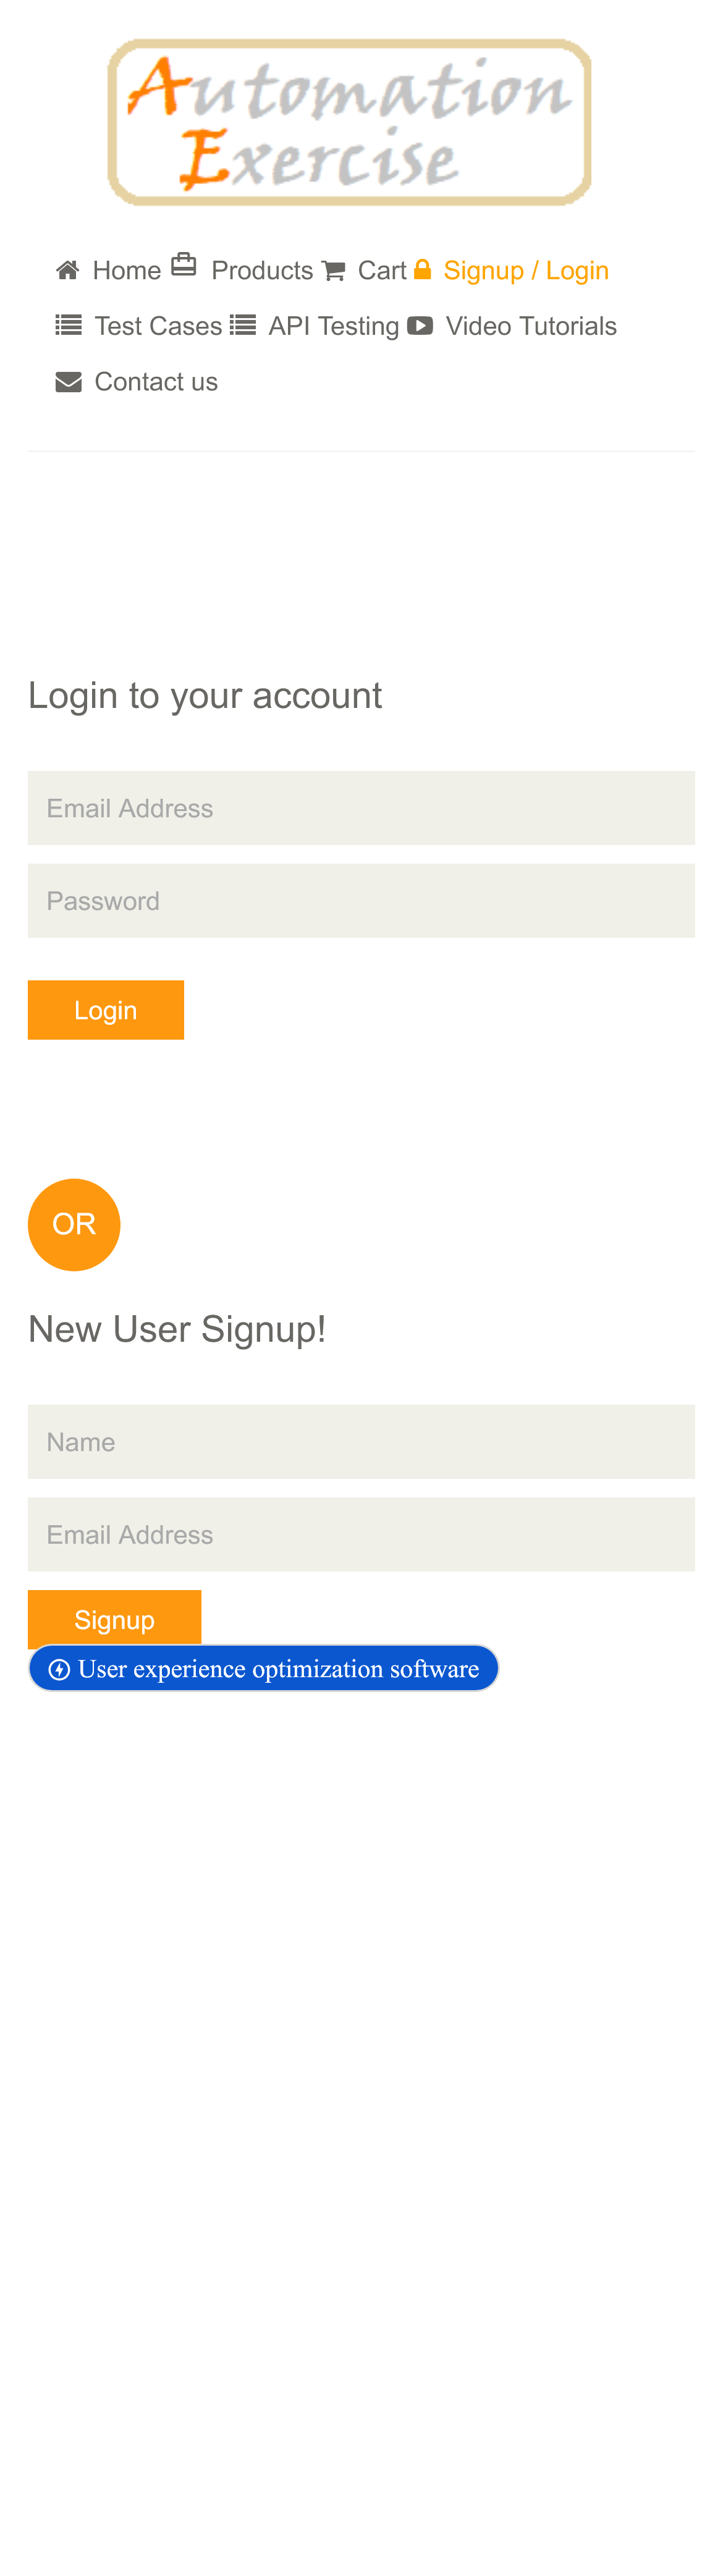 Automation
Exercise
Home Products Cart Signup / Login
Test Cases API Testing Video Tutorials
Contact us
Login to your account
Email Address
Password
Login
OR
New User Signup!
Name
Email Address
Signup
User experience optimization software